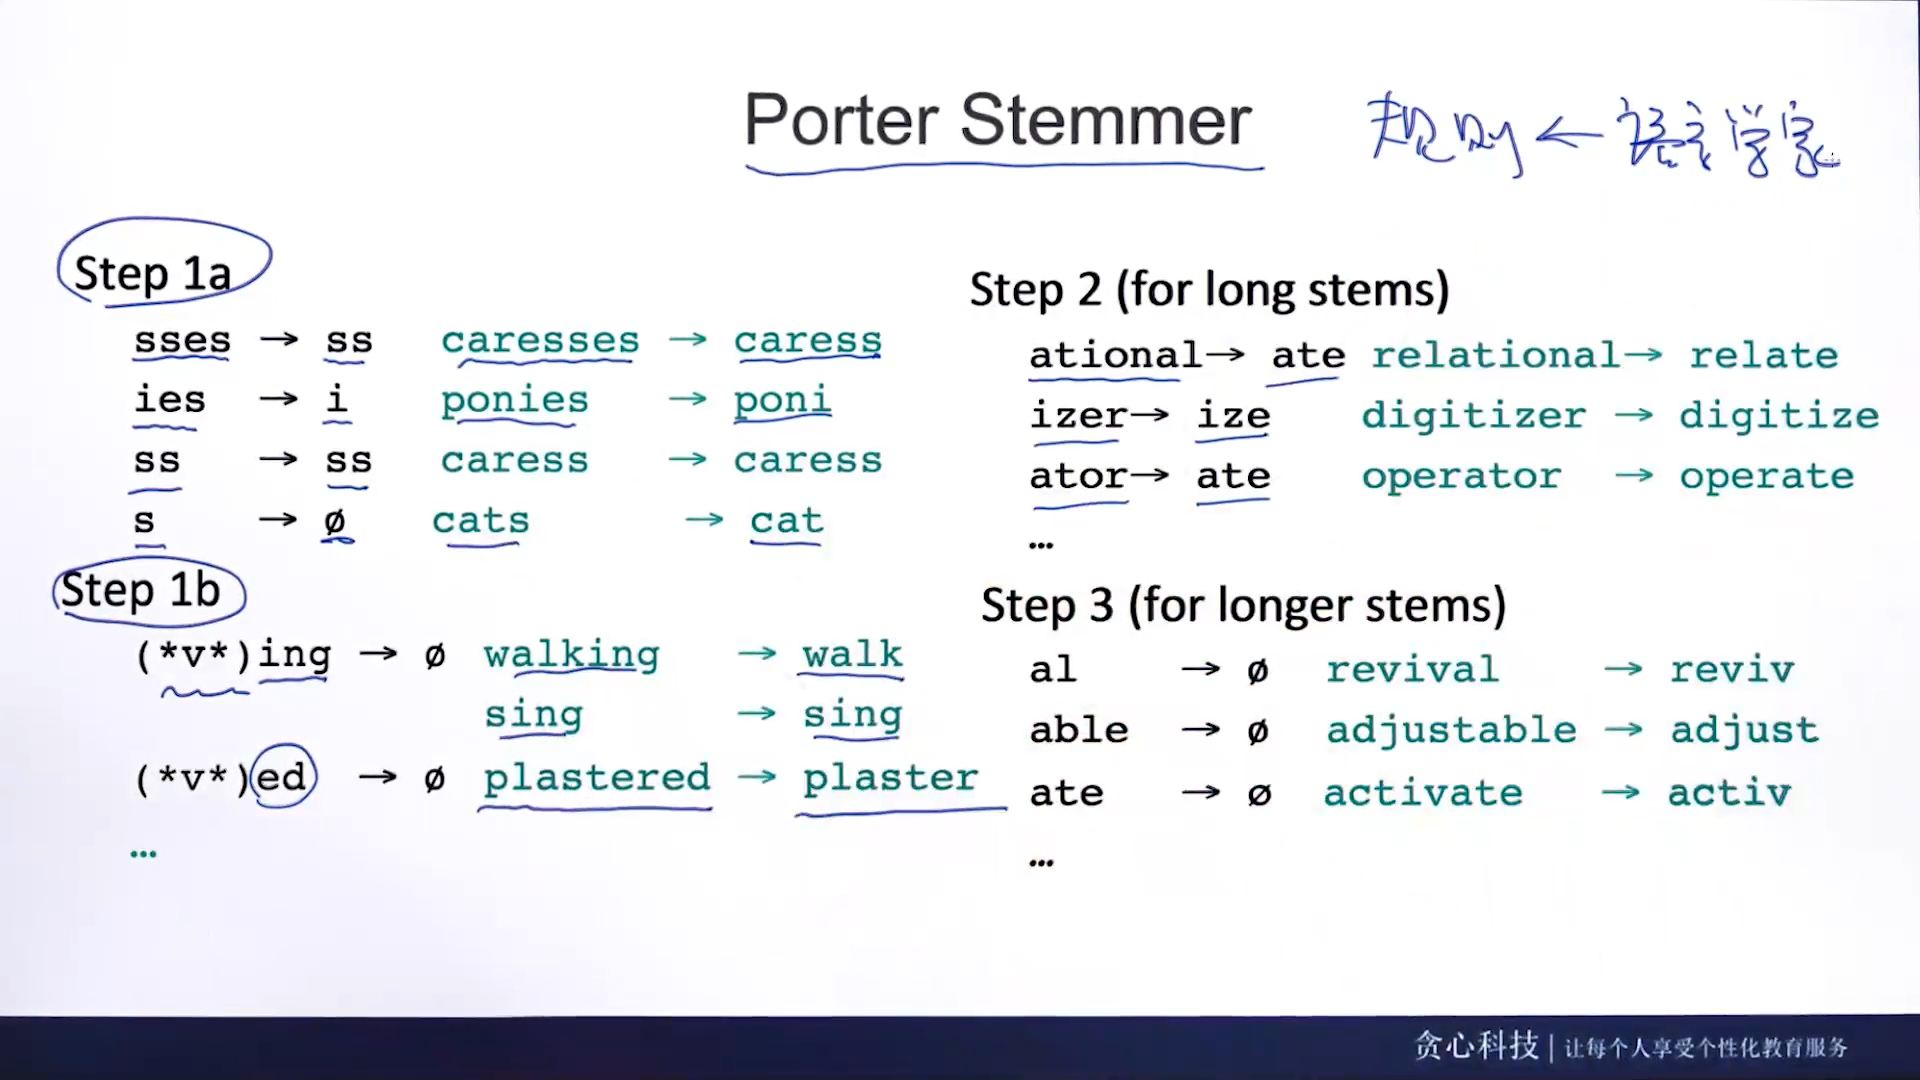 Porter Stemmer
规则 ← 语言学家
Step 1a
sses → ss caresses → caress
ies → i ponies → poni
ss → ss caress → caress
s → ø cats → cat
Step 1b
(*v*)ing → ø walking → walk
sing → sing
(*v*)ed → ø plastered → plaster
…
Step 2 (for long stems)
ational→ ate relational→ relate
izer→ ize digitizer → digitize
ator→ ate operator → operate
…
Step 3 (for longer stems)
al → ø revival → reviv
able → ø adjustable → adjust
ate → ø activate → activ
…
贪心科技 | 让每个人享受个性化教育服务